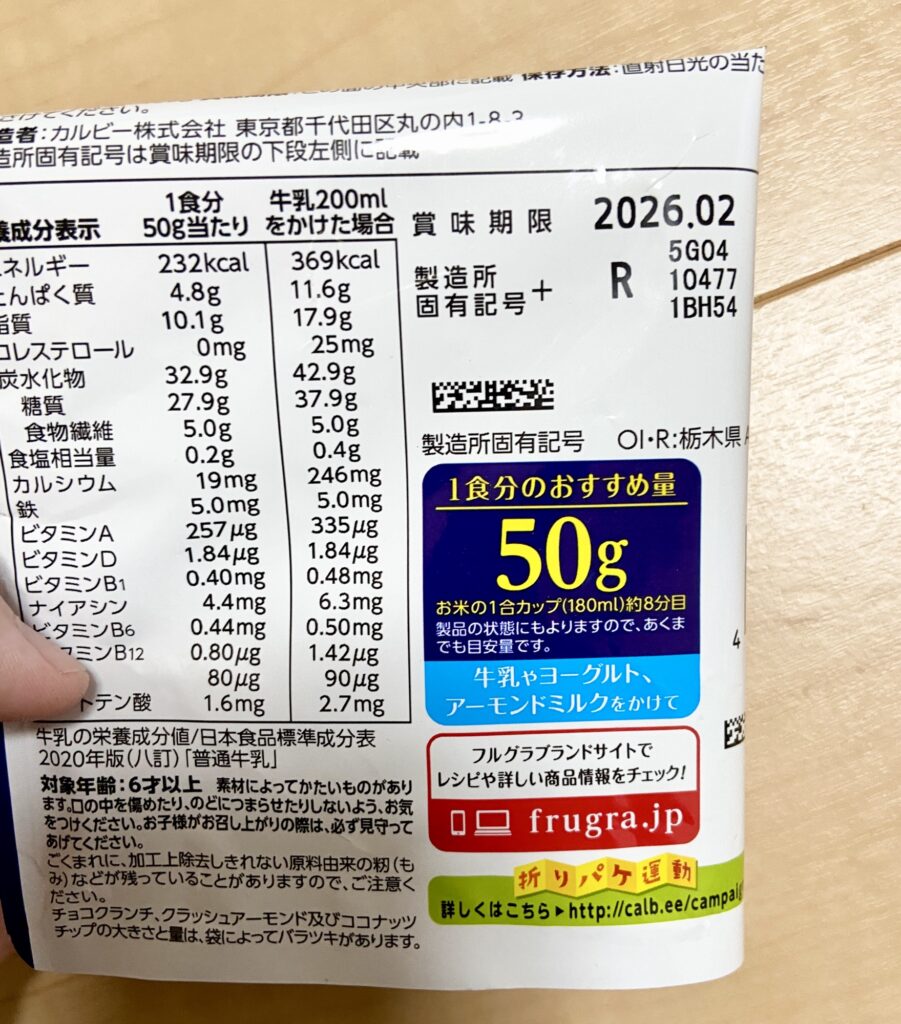 保存方法:直射日光の当た
さけてください。
造者:カルビー株式会社 東京都千代田区丸の内1-8-3
造所固有記号は賞味期限の下段左側に記載
養成分表示 1食分50g当たり 牛乳200mlをかけた場合
エネルギー 232kcal 369kcal
たんぱく質 4.8g 11.6g
脂質 10.1g 17.9g
コレステロール 0mg 25mg
炭水化物 32.9g 42.9g
糖質 27.9g 37.9g
食物繊維 5.0g 5.0g
食塩相当量 0.2g 0.4g
カルシウム 19mg 246mg
鉄 5.0mg 5.0mg
ビタミンA 257μg 335μg
ビタミンD 1.84μg 1.84μg
ビタミンB1 0.40mg 0.48mg
ナイアシン 4.4mg 6.3mg
ビタミンB6 0.44mg 0.50mg
タミンB12 0.80μg 1.42μg
80μg 90μg
トテン酸 1.6mg 2.7mg
牛乳の栄養成分値/日本食品標準成分表
2020年版(八訂)「普通牛乳」
対象年齢:6才以上 素材によってかたいものがあり
ます。口の中を傷めたり、のどにつまらせたりしないよう、お気
をつけください。お子様がお召し上がりの際は、必ず見守って
あげてください。
ごくまれに、加工上除去しきれない原料由来の籾(も
み)などが残っていることがありますので、ご注意く
ださい。
チョコクランチ、クラッシュアーモンド及びココナッツ
チップの大きさと量は、袋によってバラツキがあります。
賞味期限 2026.02
製造所
固有記号+ R
5G04
10477
1BH54
製造所固有記号 ○I・R:栃木県
1食分のおすすめ量
50g
お米の1合カップ(180ml)約8分目
製品の状態にもよりますので、あくま
でも目安量です。
牛乳やヨーグルト、
アーモンドミルクをかけて
フルグラブランドサイトで
レシピや詳しい商品情報をチェック!
frugra.jp
折りパケ運動
詳しくはこちら▶http://calb.ee/campaig
4